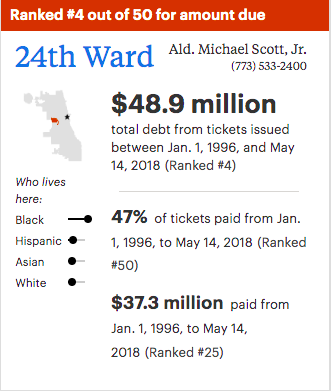 Ranked #4 out of 50 for amount due
24th Ward
Ald. Michael Scott, Jr.
(773) 533-2400
$48.9 million
total debt from tickets issued
between Jan. 1, 1996, and May
14, 2018 (Ranked #4)
Who lives
here:
Black
Hispanic
Asian
White
47% of tickets paid from Jan.
1, 1996, to May 14, 2018 (Ranked
#50)
$37.3 million paid from
Jan. 1, 1996, to May 14,
2018 (Ranked #25)